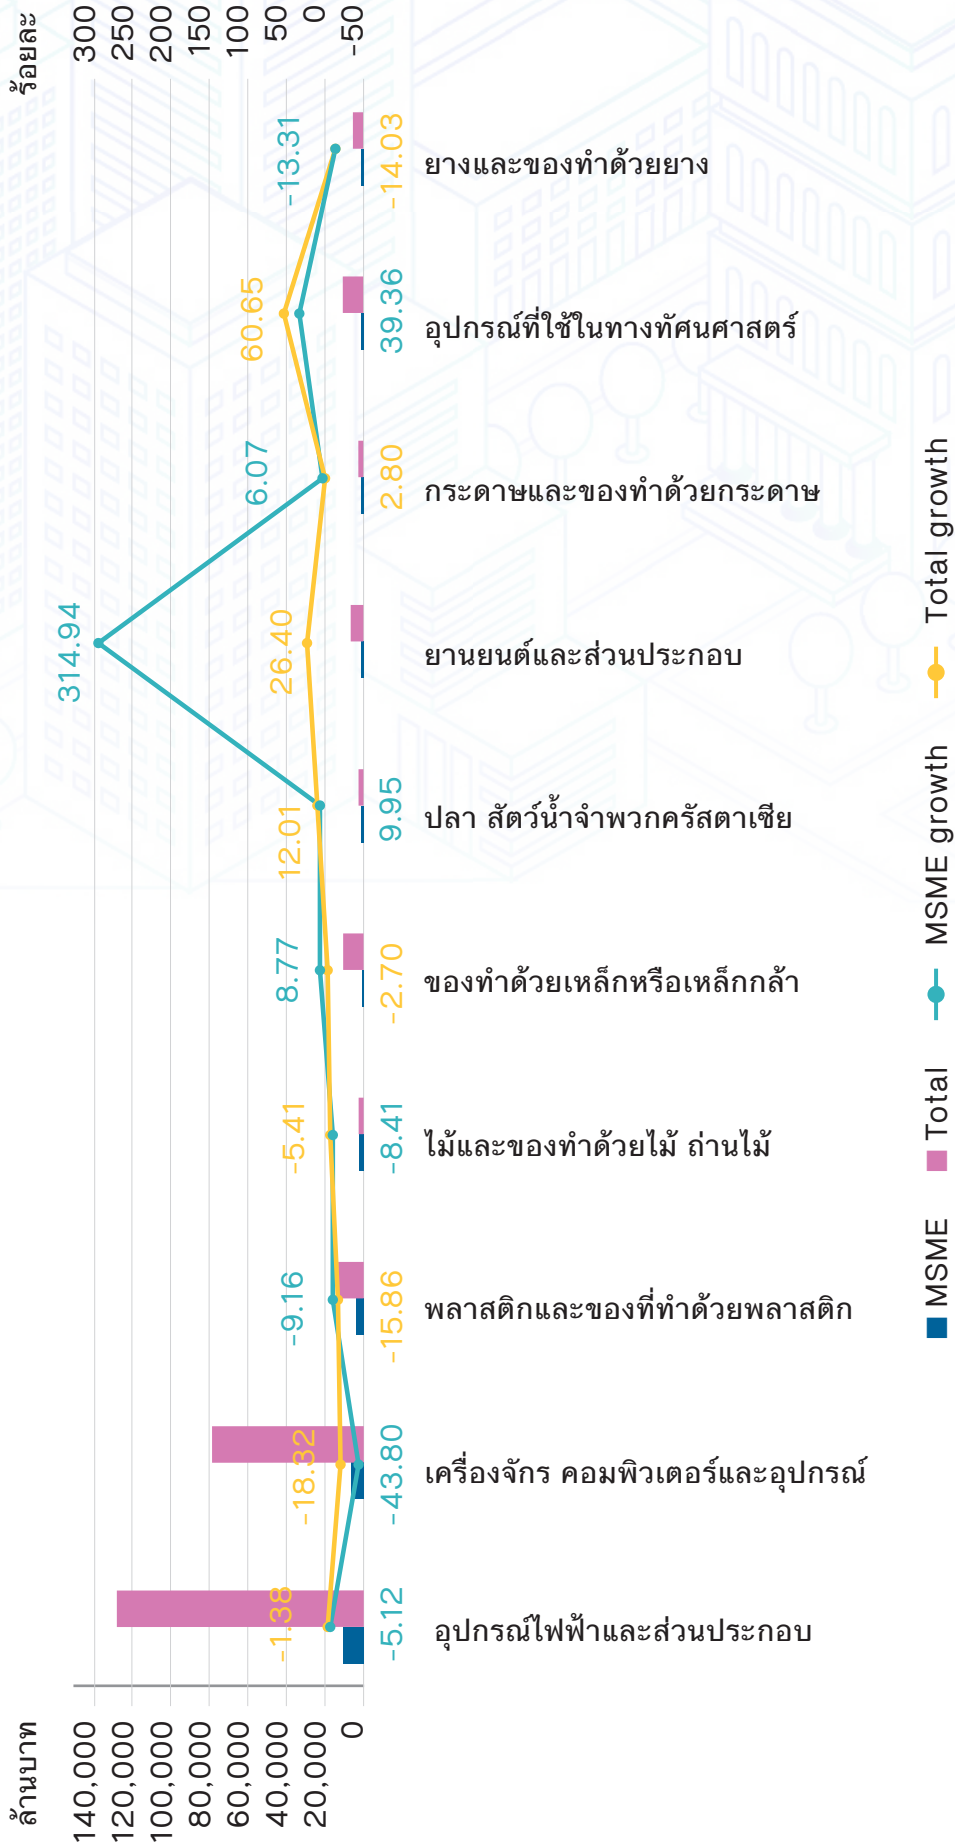 ล้านบาท
ร้อยละ
140,000
120,000
100,000
80,000
60,000
40,000
20,000
0
300
250
200
150
100
50
0
-50
-1.38
-5.12
-18.32
-43.80
-9.16
-15.86
-5.41
-8.41
8.77
-2.70
12.01
9.95
314.94
26.40
6.07
2.80
60.65
39.36
-13.31
-14.03
อุปกรณ์ไฟฟ้าและส่วนประกอบ
เครื่องจักร คอมพิวเตอร์และอุปกรณ์
พลาสติกและของที่ทำด้วยพลาสติก
ไม้และของทำด้วยไม้ ถ่านไม้
ของทำด้วยเหล็กหรือเหล็กกล้า
ปลา สัตว์น้ำจำพวกครัสตาเซีย
ยานยนต์และส่วนประกอบ
กระดาษและของทำด้วยกระดาษ
อุปกรณ์ที่ใช้ในทางทัศนศาสตร์
ยางและของทำด้วยยาง
MSME
Total
MSME growth
Total growth